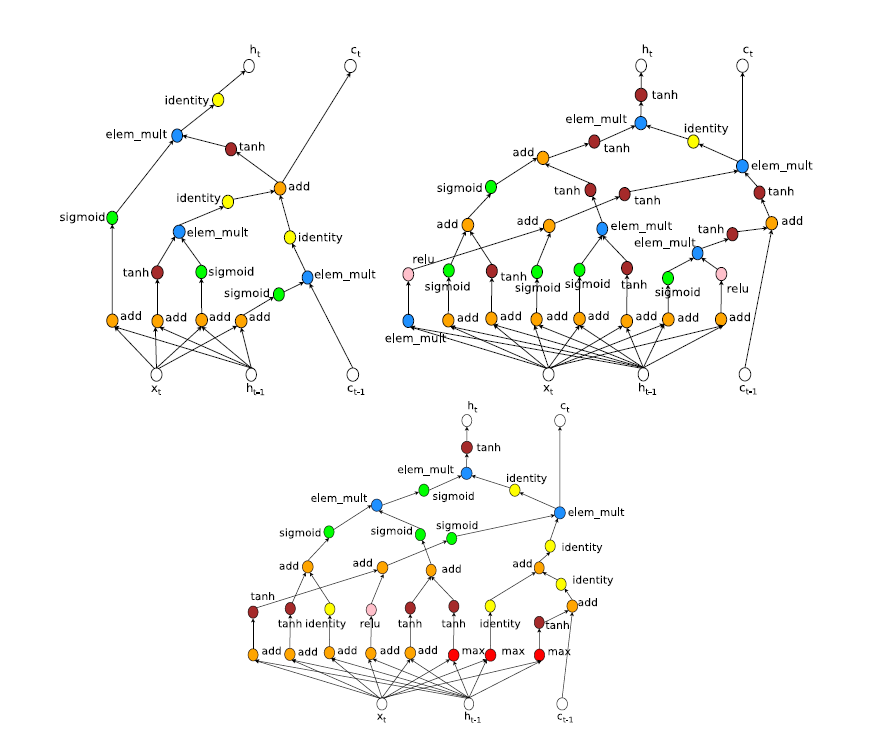 h_t c_t
identity
elem_mult
tanh
identity add
sigmoid
elem_mult identity
tanh sigmoid
sigmoid elem_mult
add add add add
x_t h_{t-1} c_{t-1}
h_t c_t
tanh
elem_mult identity
add tanh
elem_mult
sigmoid tanh tanh tanh
add add elem_mult tanh add
elem_mult
relu
sigmoid tanh sigmoid sigmoid tanh sigmoid relu
elem_mult add add add add add add add
x_t h_{t-1} c_{t-1}
h_t c_t
tanh
elem_mult identity
elem_mult sigmoid
elem_mult
sigmoid sigmoid sigmoid
identity
add add add add
identity
tanh add
tanh identity relu tanh tanh identity tanh
add add add add add max max max
x_t h_{t-1} c_{t-1}